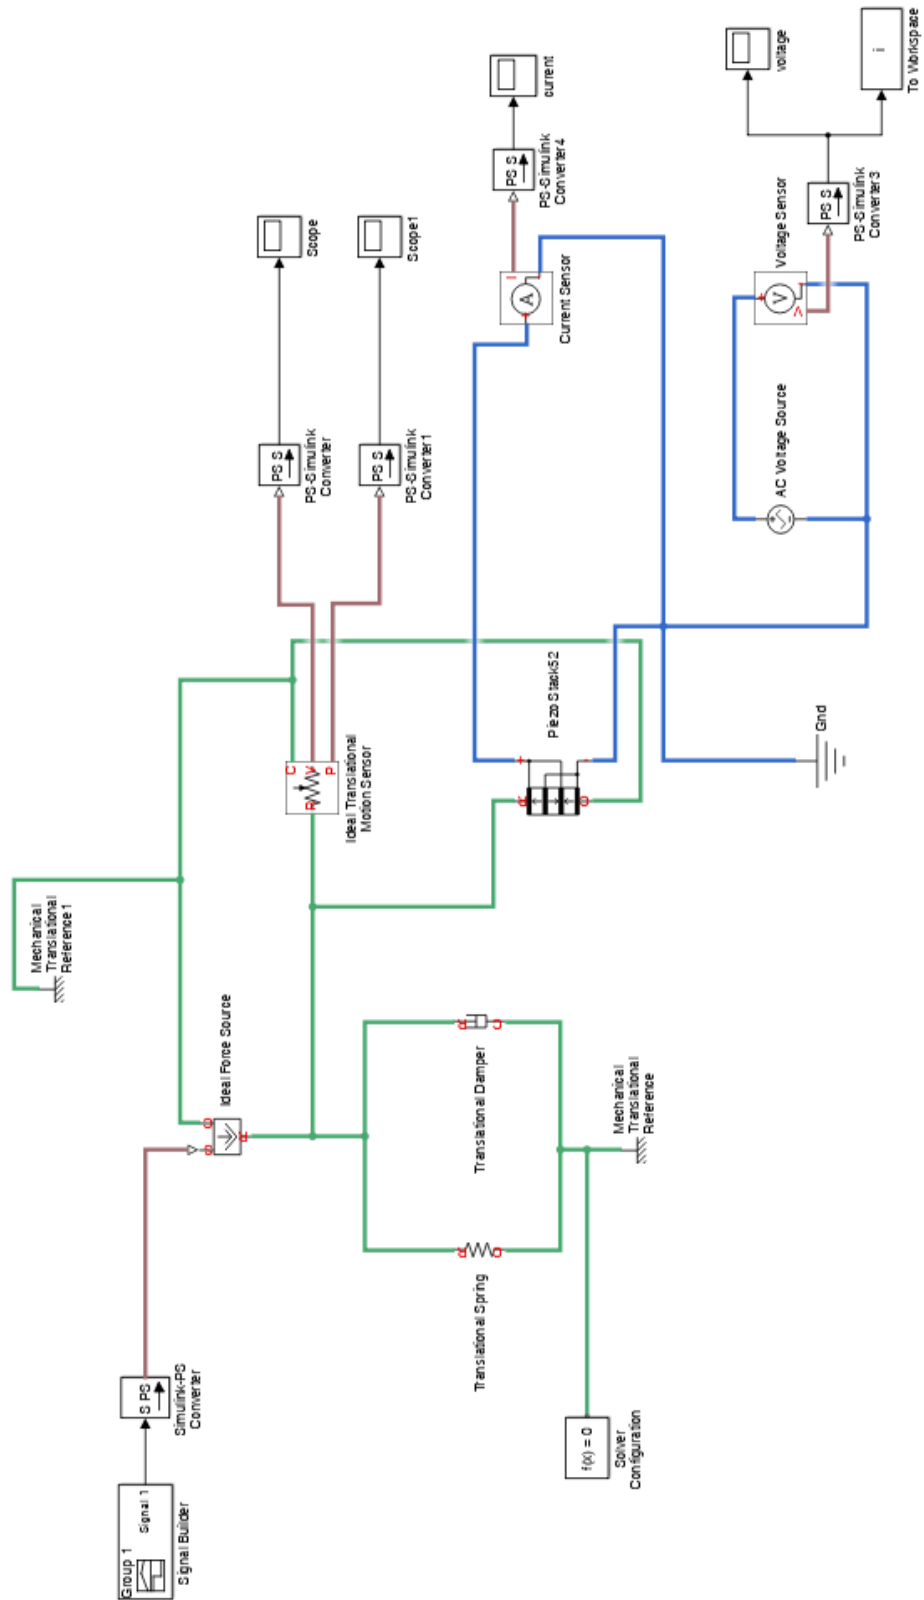 Group 1
Signal 1
Signal Builder
S PS
Simulink-PS
Converter
S
C
R
Ideal Force Source
Mechanical
Translational
Reference 1
C
R
V
P
Ideal Translational
Motion Sensor
PS S
PS-Simulink
Converter
Scope
PS S
PS-Simulink
Converter1
Scope1
R
C
Translational Spring
R
C
Translational Damper
Mechanical
Translational
Reference
f(x) = 0
Solver
Configuration
R
C
+
-
Piezo Stack52
+
A
I
-
Current Sensor
PS S
PS-Simulink
Converter4
current
Gnd
AC Voltage Source
+
V
V
-
Voltage Sensor
PS S
PS-Simulink
Converter3
voltage
i
To Workspace